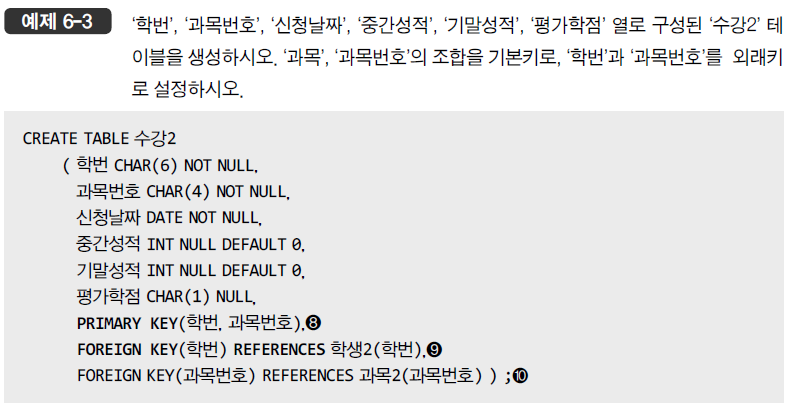 예제 6-3
‘학번’, ‘과목번호’, ‘신청날짜’, ‘중간성적’, ‘기말성적’, ‘평가학점’ 열로 구성된 ‘수강2’ 테
이블을 생성하시오. ‘과목’, ‘과목번호’의 조합을 기본키로, ‘학번’과 ‘과목번호’를 외래키
로 설정하시오.
CREATE TABLE 수강2
( 학번 CHAR(6) NOT NULL,
과목번호 CHAR(4) NOT NULL,
신청날짜 DATE NOT NULL,
중간성적 INT NULL DEFAULT 0,
기말성적 INT NULL DEFAULT 0,
평가학점 CHAR(1) NULL,
PRIMARY KEY(학번, 과목번호),❽
FOREIGN KEY(학번) REFERENCES 학생2(학번),❾
FOREIGN KEY(과목번호) REFERENCES 과목2(과목번호) ) ;❿